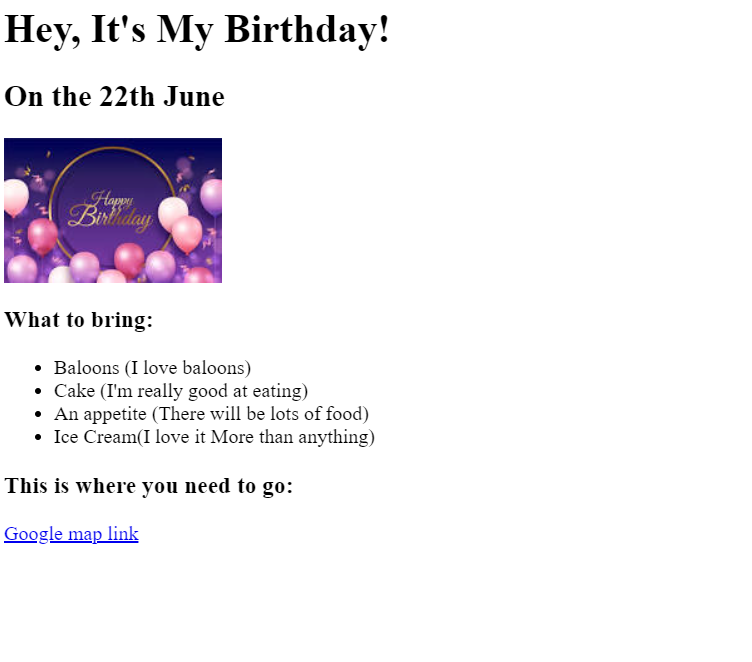 Hey, It's My Birthday!
On the 22th June
Happy
Birthday
What to bring:
Baloons (I love baloons)
Cake (I'm really good at eating)
An appetite (There will be lots of food)
Ice Cream(I love it More than anything)
This is where you need to go:
Google map link